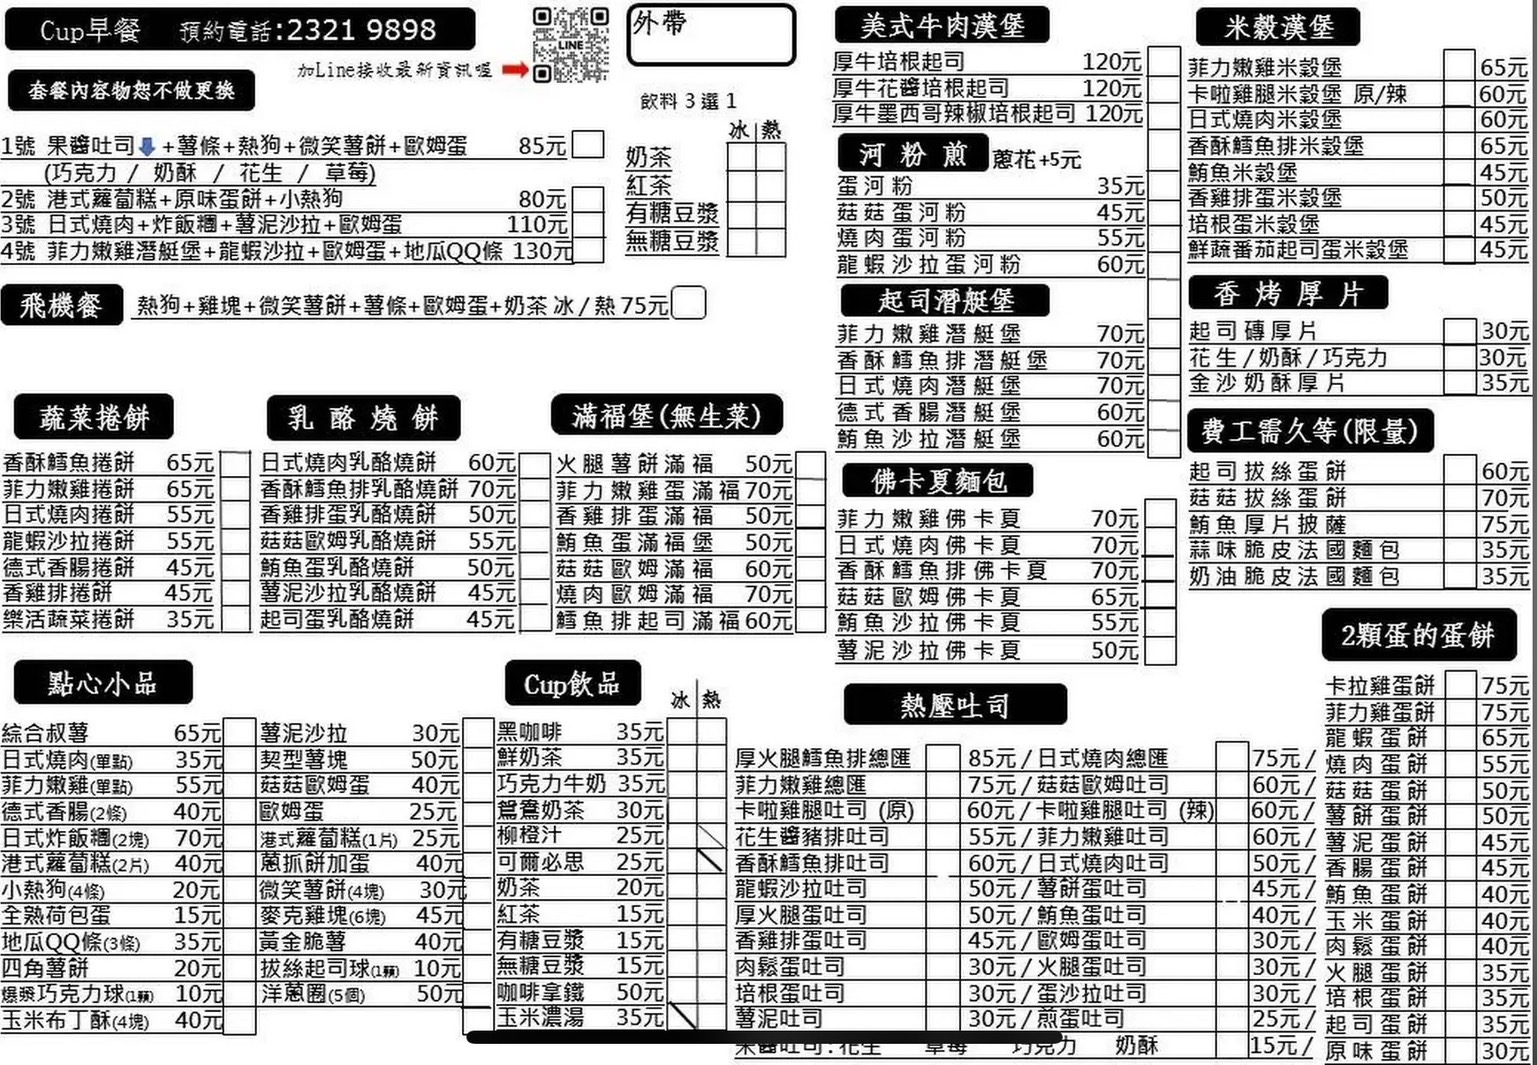 Cup早餐 預約電話:2321 9898
LINE
加Line接收最新資訊喔
套餐內容物恕不做更換
外帶
飲料 3 選 1
冰 熱
奶茶
紅茶
有糖豆漿
無糖豆漿
1號 果醬吐司 +薯條+熱狗+微笑薯餅+歐姆蛋 85元
(巧克力 / 奶酥 / 花生 / 草莓)
2號 港式蘿蔔糕+原味蛋餅+小熱狗 80元
3號 日式燒肉+炸飯糰+薯泥沙拉+歐姆蛋 110元
4號 菲力嫩雞潛艇堡+龍蝦沙拉+歐姆蛋+地瓜QQ條 130元
飛機餐 熱狗+雞塊+微笑薯餅+薯條+歐姆蛋+奶茶 冰 / 熱 75元
蔬菜捲餅
香酥鱈魚捲餅 65元
菲力嫩雞捲餅 65元
日式燒肉捲餅 55元
龍蝦沙拉捲餅 55元
德式香腸捲餅 45元
香雞排捲餅 45元
樂活蔬菜捲餅 35元
乳酪燒餅
日式燒肉乳酪燒餅 60元
香酥鱈魚排乳酪燒餅 70元
香雞排蛋乳酪燒餅 50元
菇菇歐姆乳酪燒餅 55元
鮪魚蛋乳酪燒餅 50元
薯泥沙拉乳酪燒餅 45元
起司蛋乳酪燒餅 45元
滿福堡(無生菜)
火腿薯餅滿福 50元
菲力嫩雞蛋滿福 70元
香雞排蛋滿福 50元
鮪魚蛋滿福堡 50元
菇菇歐姆滿福 60元
燒肉歐姆滿福 70元
鱈魚排起司滿福 60元
點心小品
綜合叔薯 65元
日式燒肉(單點) 35元
菲力嫩雞(單點) 55元
德式香腸(2條) 40元
日式炸飯糰(2塊) 70元
港式蘿蔔糕(2片) 40元
小熱狗(4條) 20元
全熟荷包蛋 15元
地瓜QQ條(3條) 35元
四角薯餅 20元
爆漿巧克力球(1顆) 10元
玉米布丁酥(4塊) 40元
薯泥沙拉 30元
契型薯塊 50元
菇菇歐姆蛋 40元
歐姆蛋 25元
港式蘿蔔糕(1片) 25元
蔥抓餅加蛋 40元
微笑薯餅(4塊) 30元
麥克雞塊(6塊) 45元
黃金脆薯 40元
拔絲起司球(1顆) 10元
洋蔥圈(5個) 50元
Cup飲品
冰 熱
黑咖啡 35元
鮮奶茶 35元
巧克力牛奶 35元
鴛鴦奶茶 30元
柳橙汁 25元
可爾必思 25元
奶茶 20元
紅茶 15元
有糖豆漿 15元
無糖豆漿 15元
咖啡拿鐵 50元
玉米濃湯 35元
美式牛肉漢堡
厚牛培根起司 120元
厚牛花醬培根起司 120元
厚牛墨西哥辣椒培根起司 120元
河粉煎 蔥花+5元
蛋河粉 35元
菇菇蛋河粉 45元
燒肉蛋河粉 55元
龍蝦沙拉蛋河粉 60元
起司潛艇堡
菲力嫩雞潛艇堡 70元
香酥鱈魚排潛艇堡 70元
日式燒肉潛艇堡 70元
德式香腸潛艇堡 60元
鮪魚沙拉潛艇堡 60元
佛卡夏麵包
菲力嫩雞佛卡夏 70元
日式燒肉佛卡夏 70元
香酥鱈魚排佛卡夏 70元
菇菇歐姆佛卡夏 65元
鮪魚沙拉佛卡夏 55元
薯泥沙拉佛卡夏 50元
熱壓吐司
厚火腿鱈魚排總匯 85元 / 日式燒肉總匯 75元 /
菲力嫩雞總匯 75元 / 菇菇歐姆吐司 60元 /
卡啦雞腿吐司 (原) 60元 / 卡啦雞腿吐司 (辣) 60元 /
花生醬豬排吐司 55元 / 菲力嫩雞吐司 60元 /
香酥鱈魚排吐司 60元 / 日式燒肉吐司 50元 /
龍蝦沙拉吐司 50元 / 薯餅蛋吐司 45元 /
厚火腿蛋吐司 50元 / 鮪魚蛋吐司 40元 /
香雞排蛋吐司 45元 / 歐姆蛋吐司 30元 /
肉鬆蛋吐司 30元 / 火腿蛋吐司 30元 /
培根蛋吐司 30元 / 蛋沙拉吐司 30元 /
薯泥吐司 30元 / 煎蛋吐司 25元 /
果醬吐司:花生 草莓 巧克力 奶酥 15元 /
米穀漢堡
菲力嫩雞米穀堡 65元
卡啦雞腿米穀堡 原/辣 60元
日式燒肉米穀堡 60元
香酥鱈魚排米穀堡 65元
鮪魚米穀堡 45元
香雞排蛋米穀堡 50元
培根蛋米穀堡 45元
鮮蔬番茄起司蛋米穀堡 45元
香烤厚片
起司磚厚片 30元
花生/奶酥/巧克力 30元
金沙奶酥厚片 35元
費工需久等(限量)
起司拔絲蛋餅 60元
菇菇拔絲蛋餅 70元
鮪魚厚片披薩 75元
蒜味脆皮法國麵包 35元
奶油脆皮法國麵包 35元
2顆蛋的蛋餅
卡拉雞蛋餅 75元
菲力雞蛋餅 75元
龍蝦蛋餅 65元
燒肉蛋餅 55元
菇菇蛋餅 50元
薯餅蛋餅 50元
薯泥蛋餅 45元
香腸蛋餅 45元
鮪魚蛋餅 40元
玉米蛋餅 40元
肉鬆蛋餅 40元
火腿蛋餅 35元
培根蛋餅 35元
起司蛋餅 35元
原味蛋餅 30元